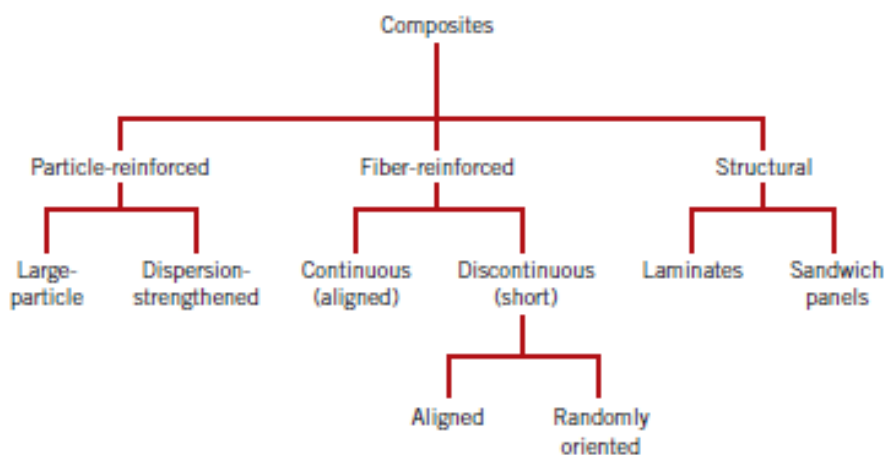 Composites
Particle-reinforced Fiber-reinforced Structural
Large- Dispersion- Continuous Discontinuous Laminates Sandwich
particle strengthened (aligned) (short) panels
Aligned Randomly
oriented